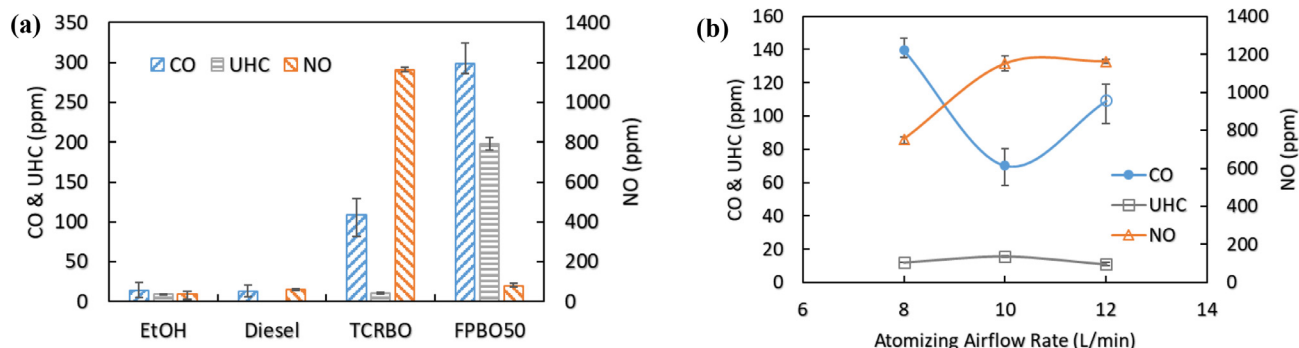 (a)
350
300
250
200
150
100
50
0
CO & UHC (ppm)
CO UHC NO
1400
1200
1000
800
600
400
200
0
NO (ppm)
EtOH Diesel TCRBO FPBO50
(b)
160
140
120
100
80
60
40
20
0
CO & UHC (ppm)
1400
1200
1000
800
600
400
200
0
NO (ppm)
CO
UHC
NO
6 8 10 12 14
Atomizing Airflow Rate (L/min)